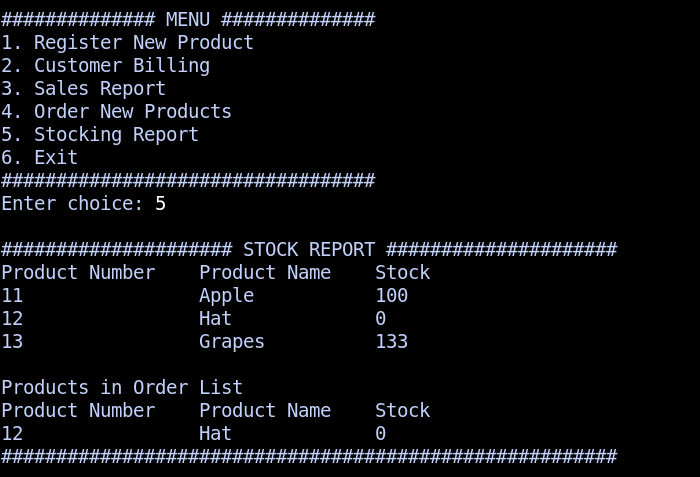 ############## MENU ##############
1. Register New Product
2. Customer Billing
3. Sales Report
4. Order New Products
5. Stocking Report
6. Exit
##################################
Enter choice: 5

##################### STOCK REPORT #####################
Product Number    Product Name    Stock
11                Apple           100
12                Hat             0
13                Grapes          133

Products in Order List
Product Number    Product Name    Stock
12                Hat             0
########################################################